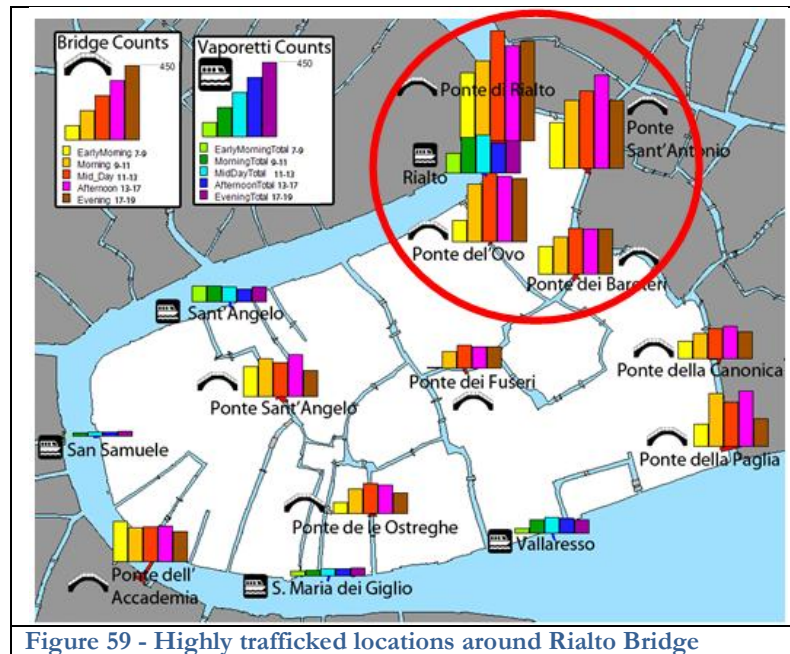 Bridge Counts
450
EarlyMorning 7-9
Morning 9-11
Mid_Day 11-13
Afternoon 13-17
Evening 17-19
Vaporetti Counts
450
EarlyMorningTotal 7-9
MorningTotal 9-11
MidDayTotal 11-13
AfternoonTotal 13-17
EveningTotal 17-19
Ponte di Rialto
Ponte
Sant'Antonio
Rialto
Ponte del'Ovo
Ponte dei Bareteri
Sant'Angelo
Ponte della Canonica
Ponte dei Fuseri
Ponte Sant'Angelo
San Samuele
Ponte della Paglia
Ponte de le Ostreghe
Vallaresso
Ponte dell'
Accademia
S. Maria dei Giglio
Figure 59 - Highly trafficked locations around Rialto Bridge